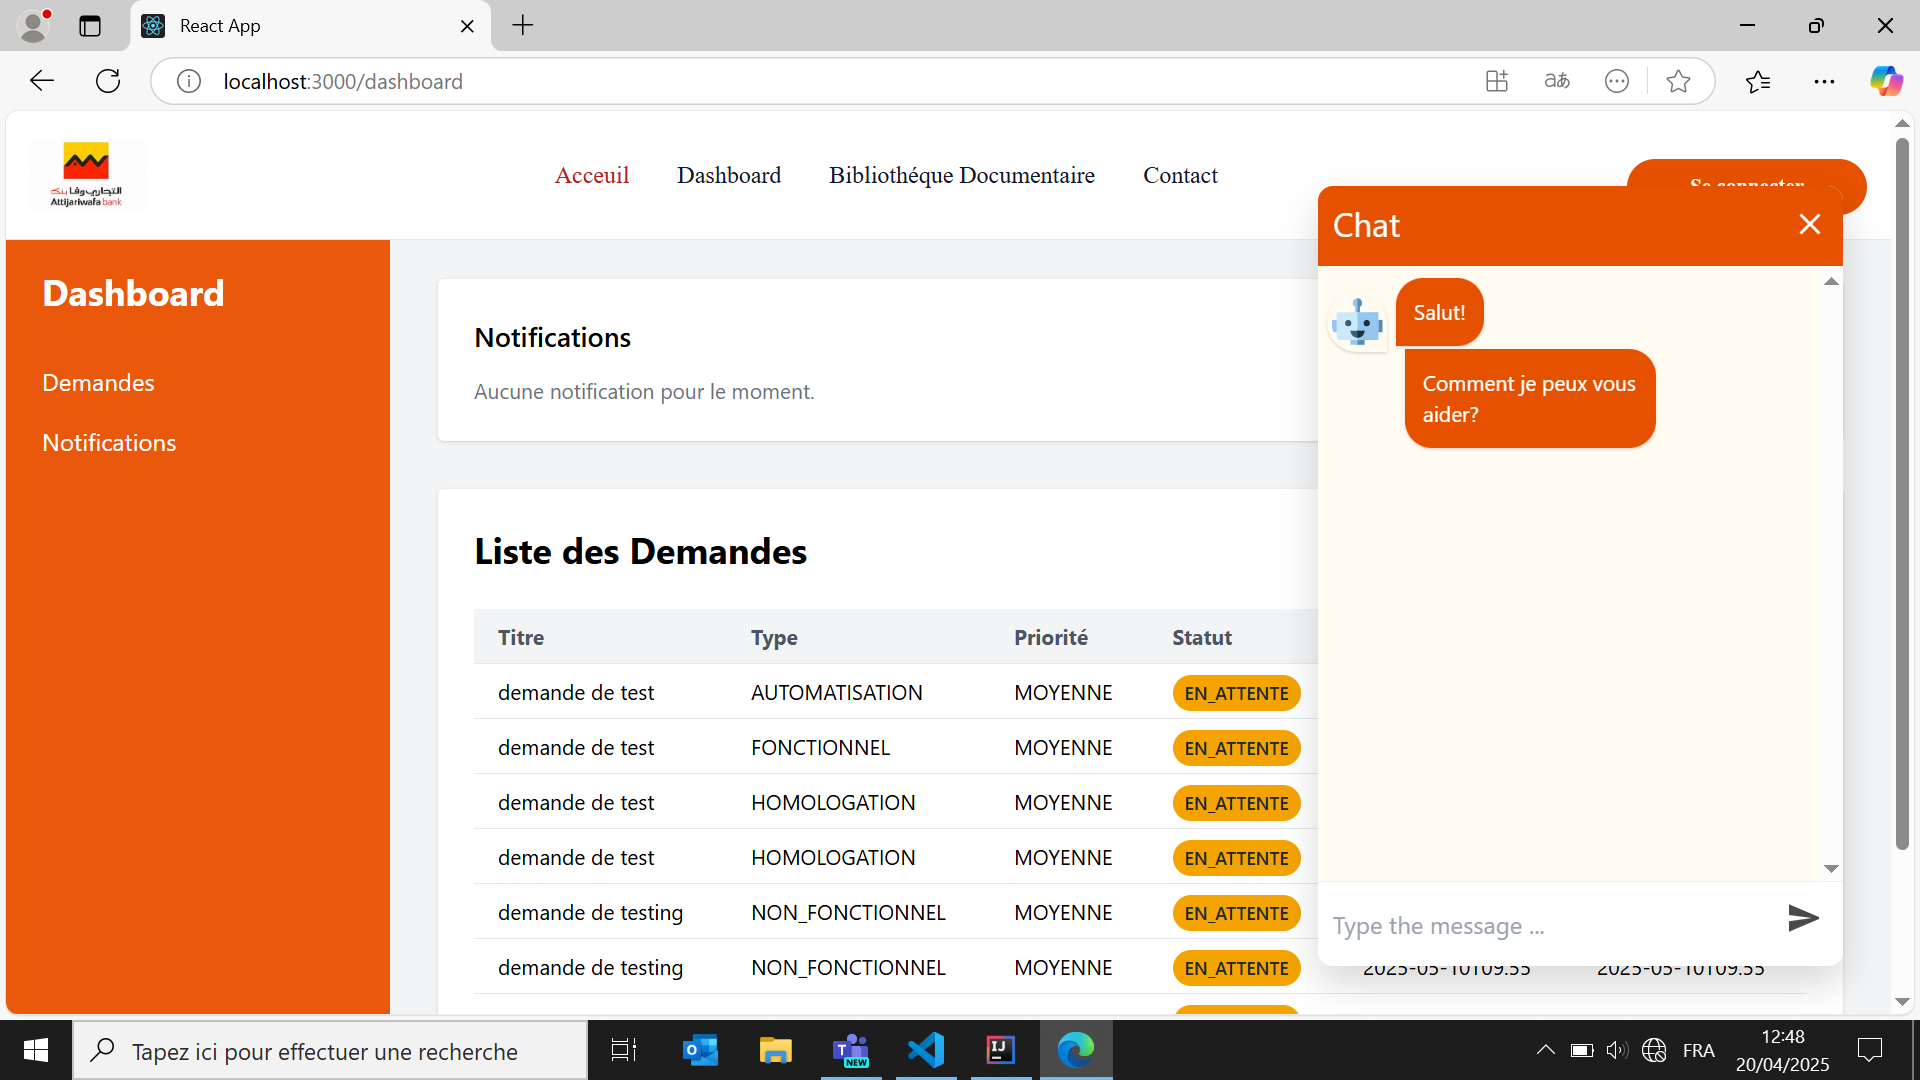 React App
localhost:3000/dashboard
التجاري وفا بنك
Attijariwafa bank
Acceuil
Dashboard
Bibliothéque Documentaire
Contact
Se connecter
Dashboard
Demandes
Notifications
Notifications
Aucune notification pour le moment.
Liste des Demandes
Titre Type Priorité Statut
demande de test AUTOMATISATION MOYENNE EN_ATTENTE
demande de test FONCTIONNEL MOYENNE EN_ATTENTE
demande de test HOMOLOGATION MOYENNE EN_ATTENTE
demande de test HOMOLOGATION MOYENNE EN_ATTENTE
demande de testing NON_FONCTIONNEL MOYENNE EN_ATTENTE
demande de testing NON_FONCTIONNEL MOYENNE EN_ATTENTE 2025-05-10T09:55 2025-05-10T09:55
Chat
Salut!
Comment je peux vous
aider?
Type the message ...
Tapez ici pour effectuer une recherche
NEW
FRA
12:48
20/04/2025